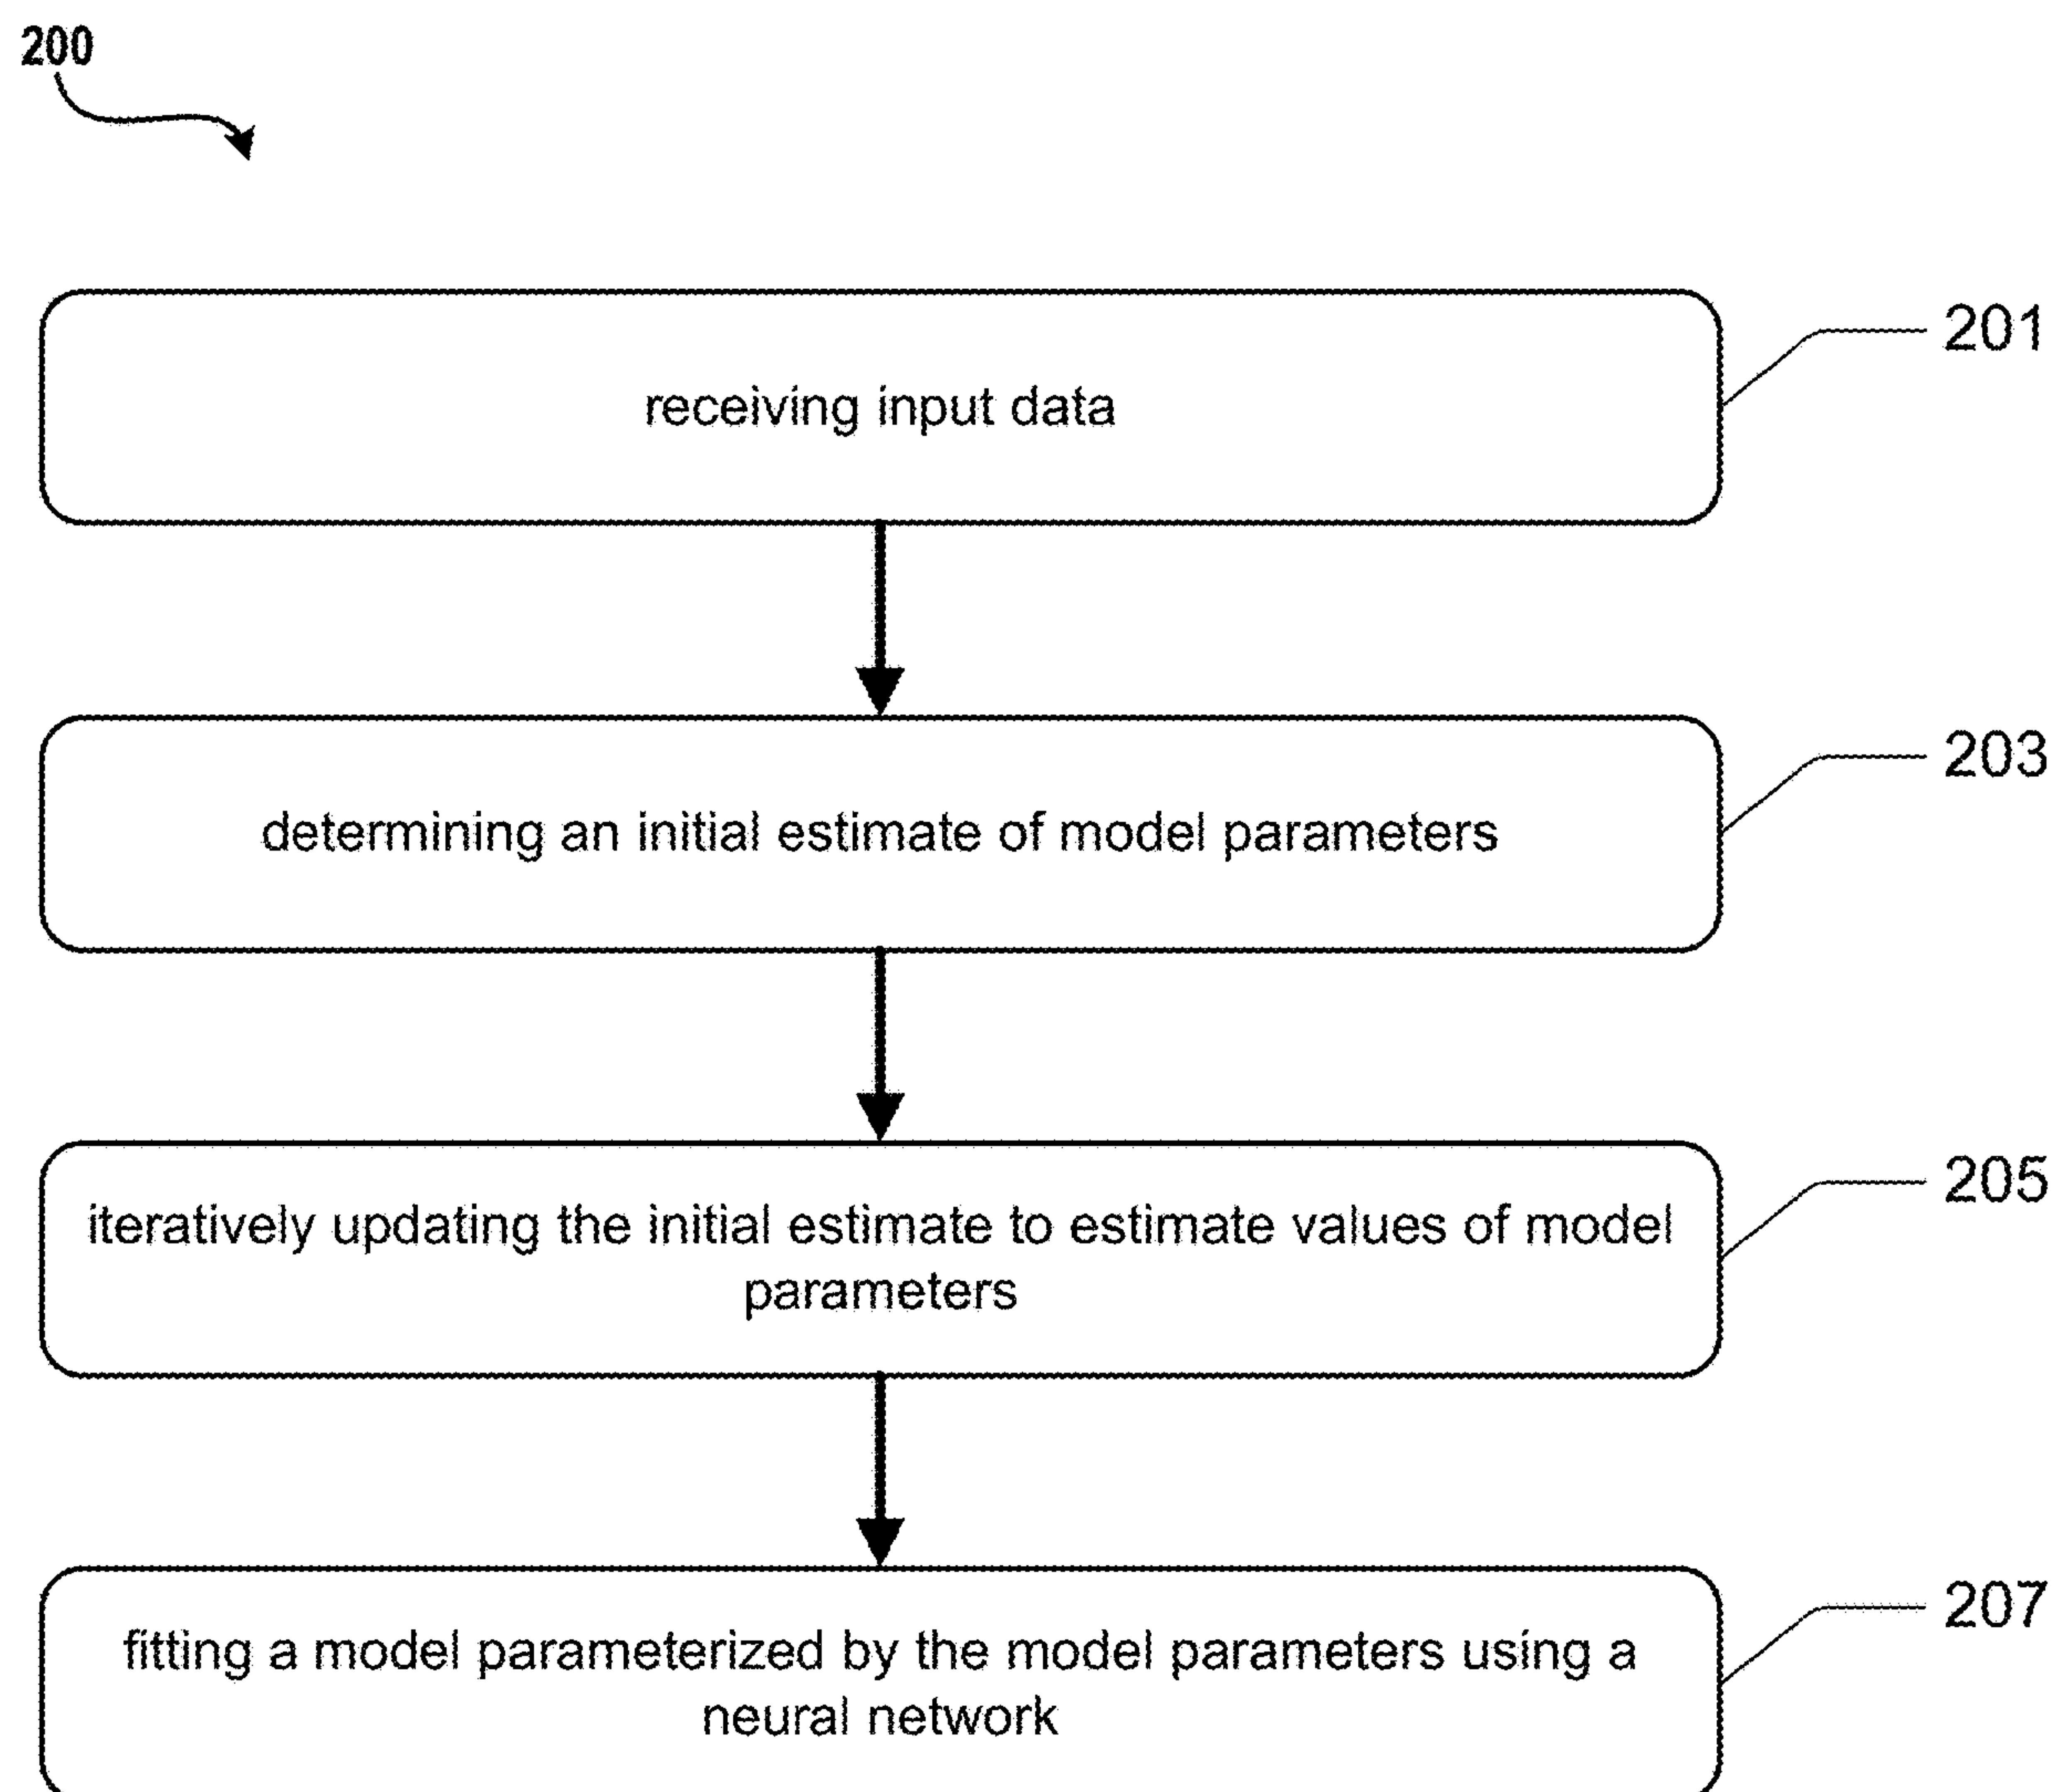 200
receiving input data
201
determining an initial estimate of model parameters
203
iteratively updating the initial estimate to estimate values of model
parameters
205
fitting a model parameterized by the model parameters using a
neural network
207